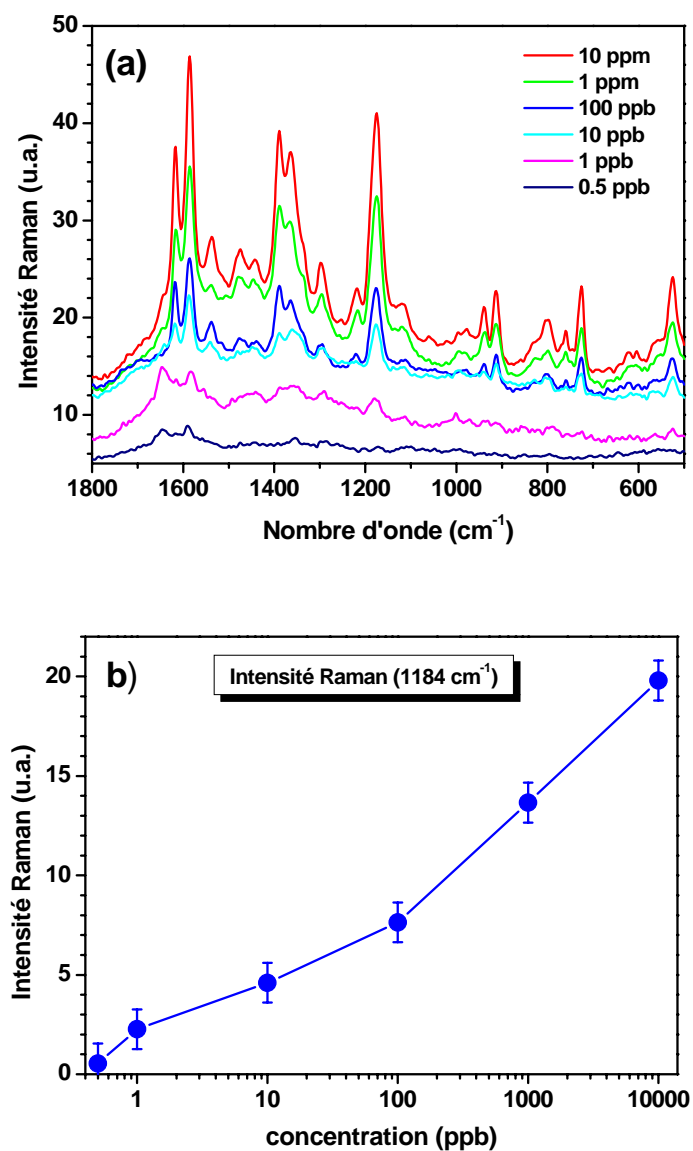 (a)
50
40
30
20
10
Intensité Raman (u.a.)
10 ppm
1 ppm
100 ppb
10 ppb
1 ppb
0.5 ppb
1800 1600 1400 1200 1000 800 600
Nombre d'onde (cm⁻¹)
b)
Intensité Raman (1184 cm⁻¹)
20
15
10
5
0
Intensité Raman (u.a.)
1 10 100 1000 10000
concentration (ppb)